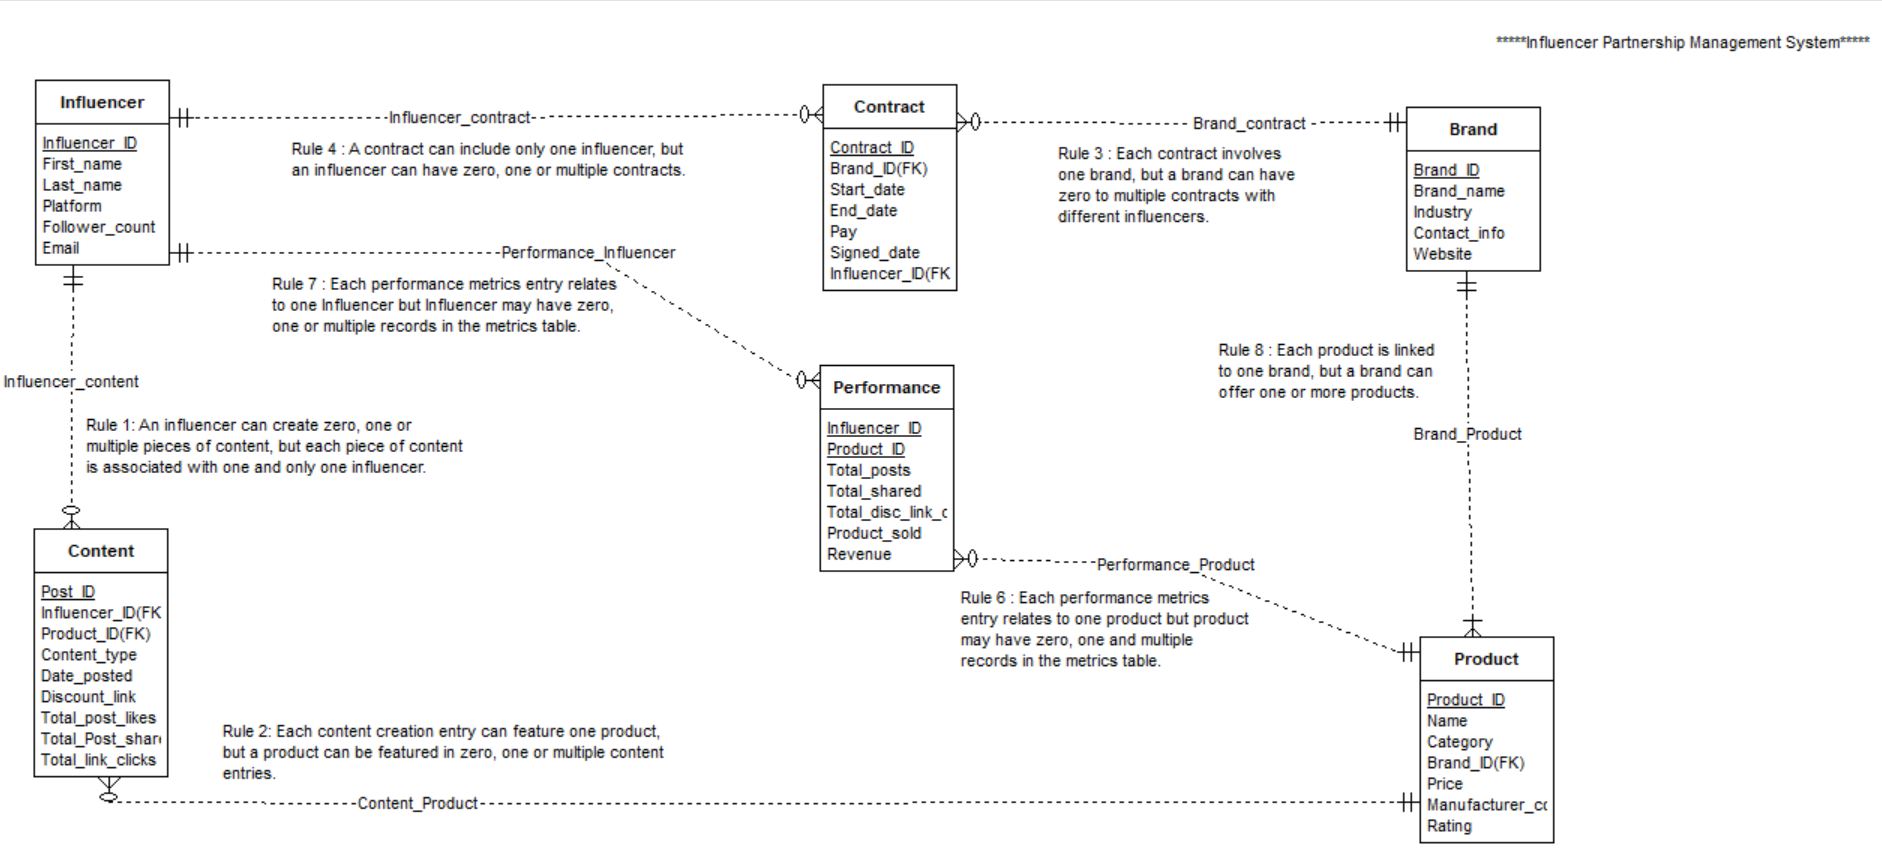 *****Influencer Partnership Management System*****
Influencer
Influencer_ID
First_name
Last_name
Platform
Follower_count
Email
Influencer_contract
Rule 4 : A contract can include only one influencer, but
an influencer can have zero, one or multiple contracts.
Contract
Contract_ID
Brand_ID(FK)
Start_date
End_date
Pay
Signed_date
Influencer_ID(FK
Brand_contract
Rule 3 : Each contract involves
one brand, but a brand can have
zero to multiple contracts with
different influencers.
Brand
Brand_ID
Brand_name
Industry
Contact_info
Website
Performance_Influencer
Rule 7 : Each performance metrics entry relates
to one Influencer but Influencer may have zero,
one or multiple records in the metrics table.
Influencer_content
Rule 1: An influencer can create zero, one or
multiple pieces of content, but each piece of content
is associated with one and only one influencer.
Performance
Influencer_ID
Product_ID
Total_posts
Total_shared
Total_disc_link_c
Product_sold
Revenue
Rule 8 : Each product is linked
to one brand, but a brand can
offer one or more products.
Brand_Product
Content
Post_ID
Influencer_ID(FK
Product_ID(FK)
Content_type
Date_posted
Discount_link
Total_post_likes
Total_Post_share
Total_link_clicks
Performance_Product
Rule 6 : Each performance metrics
entry relates to one product but product
may have zero, one and multiple
records in the metrics table.
Rule 2: Each content creation entry can feature one product,
but a product can be featured in zero, one or multiple content
entries.
Content_Product
Product
Product_ID
Name
Category
Brand_ID(FK)
Price
Manufacturer_co
Rating